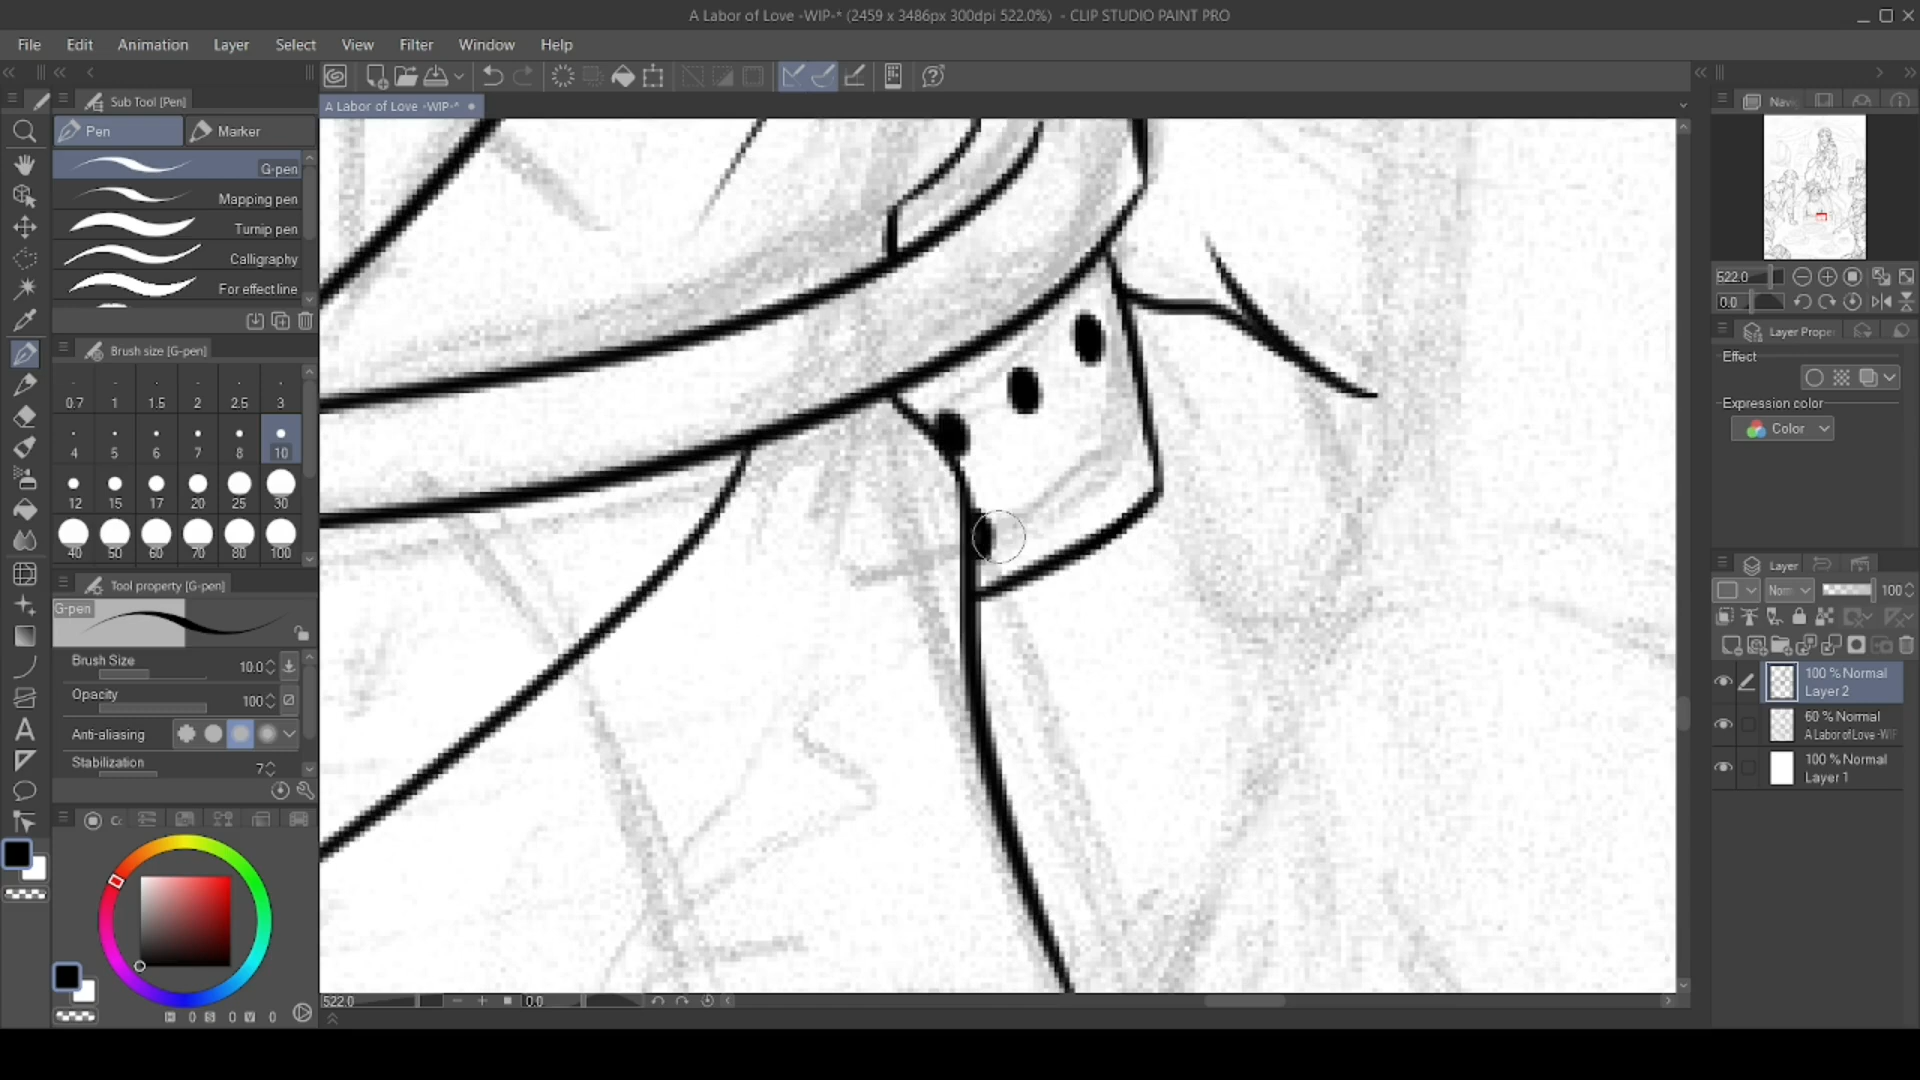 A Labor of Love -WIP-* (2459 x 3486px 300dpi 522.0%) - CLIP STUDIO PAINT PRO
File Edit Animation Layer Select View Filter Window Help
Sub Tool [Pen]
A Labor of Love -WIP-*
Navi
Pen Marker
G-pen
Mapping pen
Turnip pen
Calligraphy
For effect line
522.0
0.0
Brush size [G-pen]
Layer Prope
Effect
0.7 1 1.5 2 2.5 3
Expression color
Color
4 5 6 7 8 10
12 15 17 20 25 30
40 50 60 70 80 100
Layer
Tool property [G-pen]
Nor 100
G-pen
Brush Size 10.0
Opacity 100
Anti-aliasing
Stabilization 7
100 % Normal
Layer 2
60 % Normal
A Labor of Love -WIP
100 % Normal
Layer 1
Cc
522.0 0.0
H 0 S 0 V 0